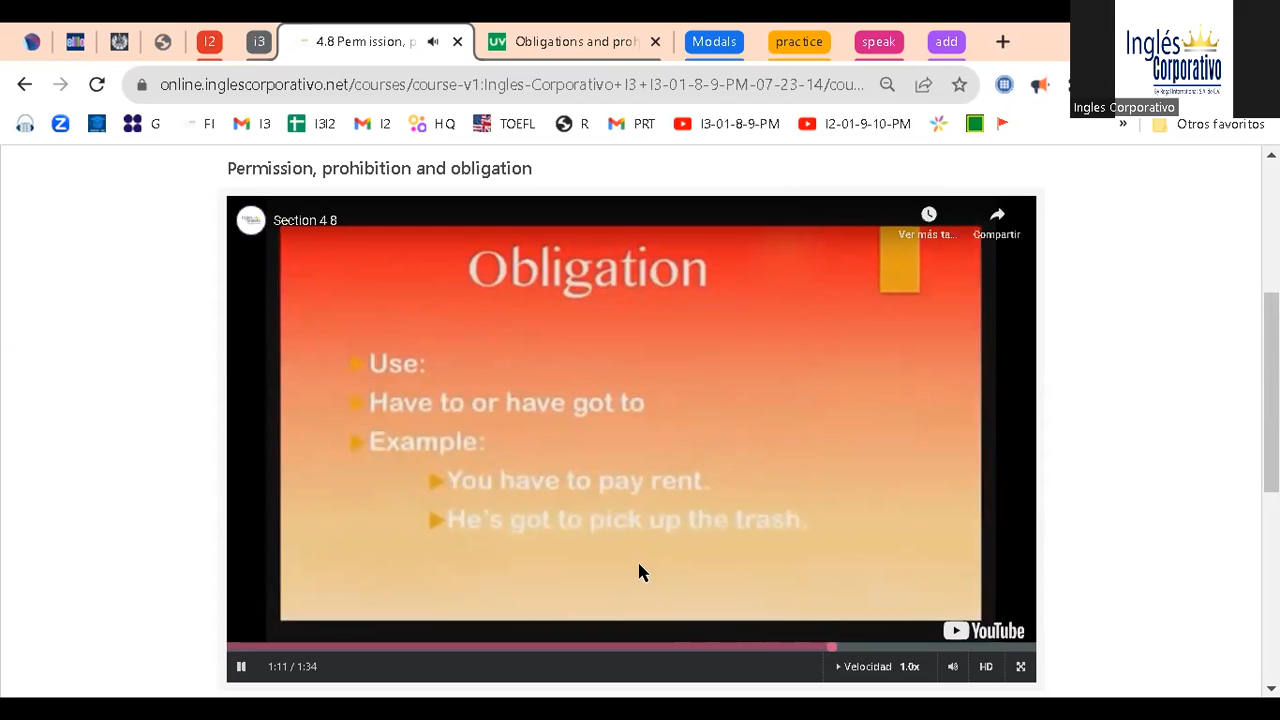 I2
i3
4.8 Permission, p
UV
Obligations and prol
Modals
practice
speak
add
Inglés
Corporativo
Ingles Corporativo
online.inglescorporativo.net/courses/course-v1:Ingles-Corporativo+I3+I3-01-8-9-PM-07-23-14/cou...
G
FI
I3
I3I2
I2
HQ
TOEFL
R
PRT
I3-01-8-9-PM
I2-01-9-10-PM
»
Otros favoritos
Permission, prohibition and obligation
Section 4 8
Ver más ta...
Compartir
Obligation
Use:
Have to or have got to
Example:
You have to pay rent.
He's got to pick up the trash.
YouTube
1:11 / 1:34
Velocidad 1.0x
HD